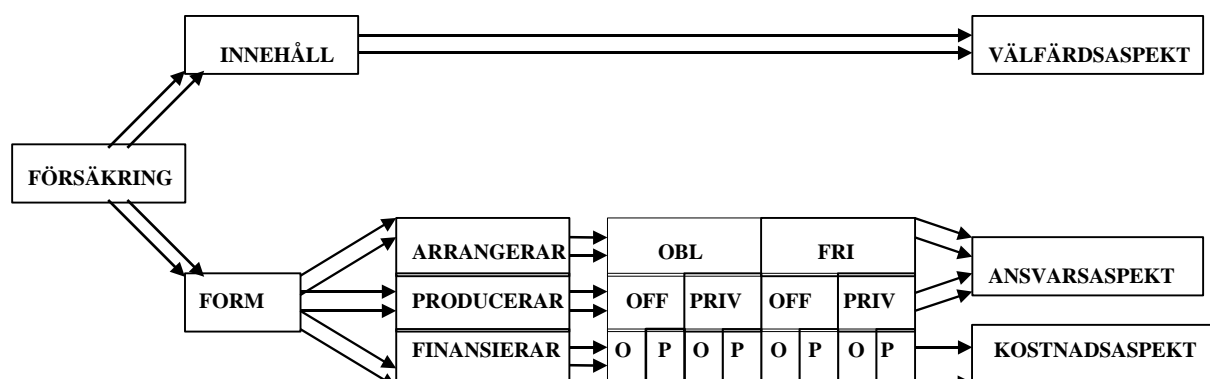 INNEHÅLL
VÄLFÄRDSASPEKT
FÖRSÄKRING
ARRANGERAR OBL FRI
ANSVARSASPEKT
FORM PRODUCERAR OFF PRIV OFF PRIV
FINANSIERAR O P O P O P O P KOSTNADSASPEKT